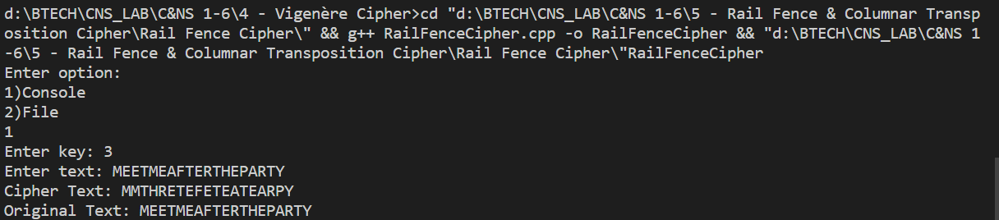 d:\BTECH\CNS_LAB\C&NS 1-6\4 - Vigenère Cipher>cd "d:\BTECH\CNS_LAB\C&NS 1-6\5 - Rail Fence & Columnar Transp
osition Cipher\Rail Fence Cipher\" && g++ RailFenceCipher.cpp -o RailFenceCipher && "d:\BTECH\CNS_LAB\C&NS 1
-6\5 - Rail Fence & Columnar Transposition Cipher\Rail Fence Cipher\"RailFenceCipher
Enter option:
1)Console
2)File
1
Enter key: 3
Enter text: MEETMEAFTERTHEPARTY
Cipher Text: MMTHRETEFETEATEARPY
Original Text: MEETMEAFTERTHEPARTY